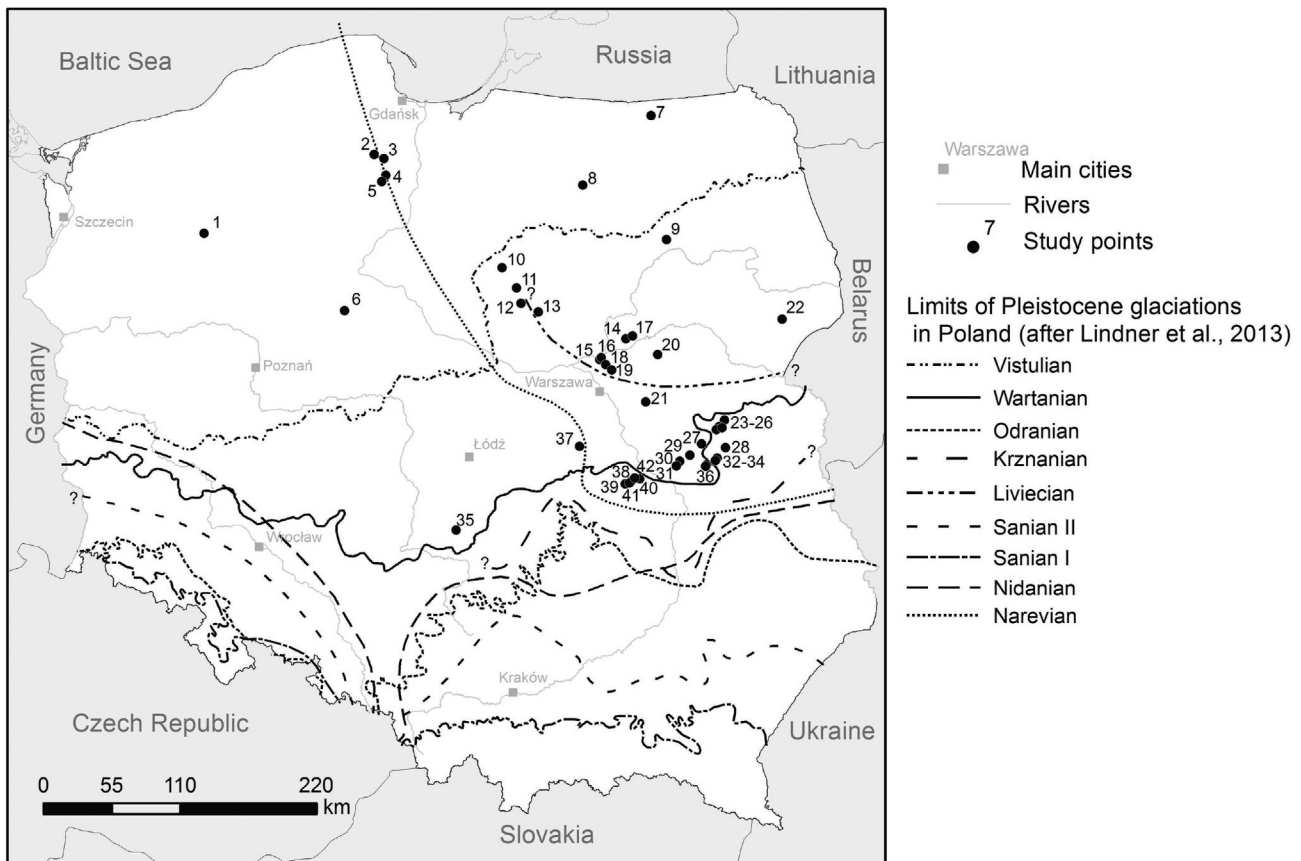 Baltic Sea
Russia
Lithuania
Gdańsk
7
2
3
4
5
8
Szczecin
1
9
10
11
?
12
13
6
22
Belarus
14
17
16
15
18
20
19
?
Poznań
Warszawa
21
Germany
23-26
27
28
29
30
31
32-34
36
?
37
Łódź
38
42
39
40
41
35
?
Wrocław
?
Kraków
Czech Republic
Ukraine
0 55 110 220
km
Slovakia
Warszawa
Main cities
Rivers
7
Study points
Limits of Pleistocene glaciations
in Poland (after Lindner et al., 2013)
Vistulian
Wartanian
Odranian
Krznanian
Liviecian
Sanian II
Sanian I
Nidanian
Narevian